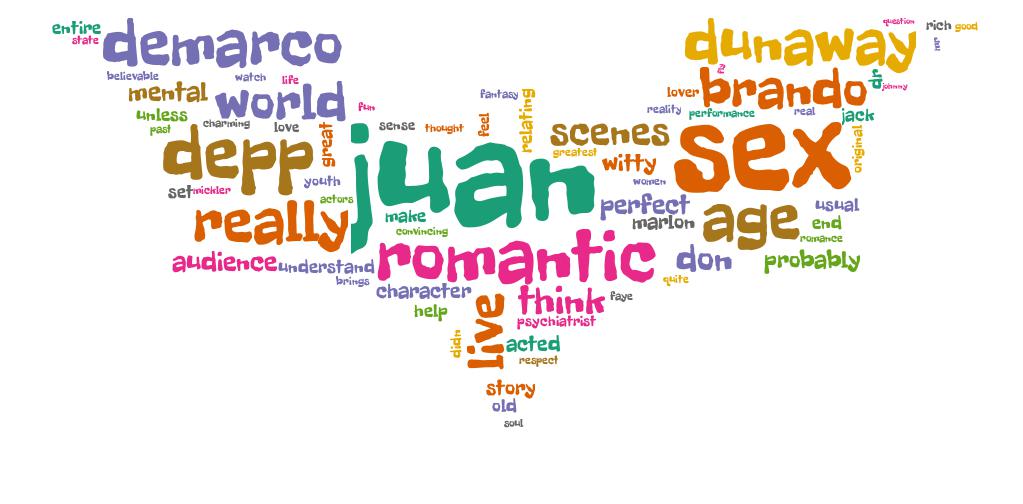 entire
state
demarco
believable
watch
life
mental
world
fun
unless
past
charming
love
great
depp
set
mickler
youth
actors
really
audience
understand
brings
juan
sense
thought
feel
fantasy
relating
scenes
greatest
witty
women
make
convincing
romantic
character
help
didn
live
think
faye
psychiatrist
acted
respect
story
old
soul
dunaway
question
rich
good
mr
lover
brando
dr
johnny
reality
performance
real
jack
original
sex
perfect
marlon
age
usual
end
romance
don
probably
quite